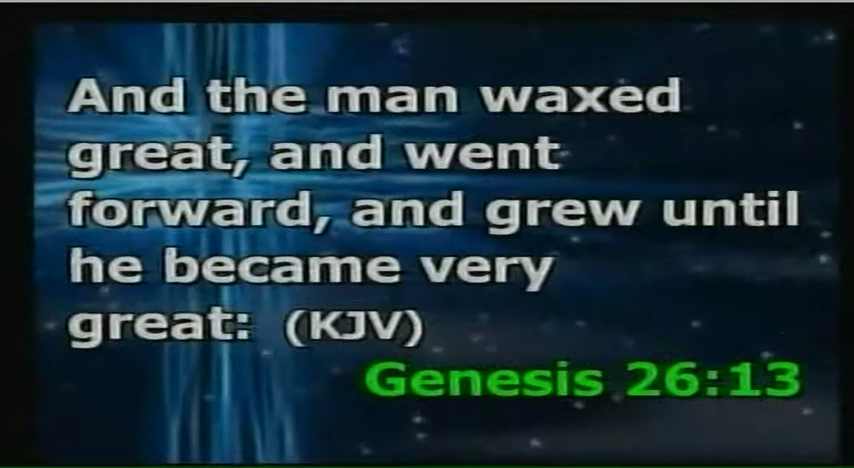 And the man waxed
great, and went
forward, and grew until
he became very
great: (KJV)
Genesis 26:13